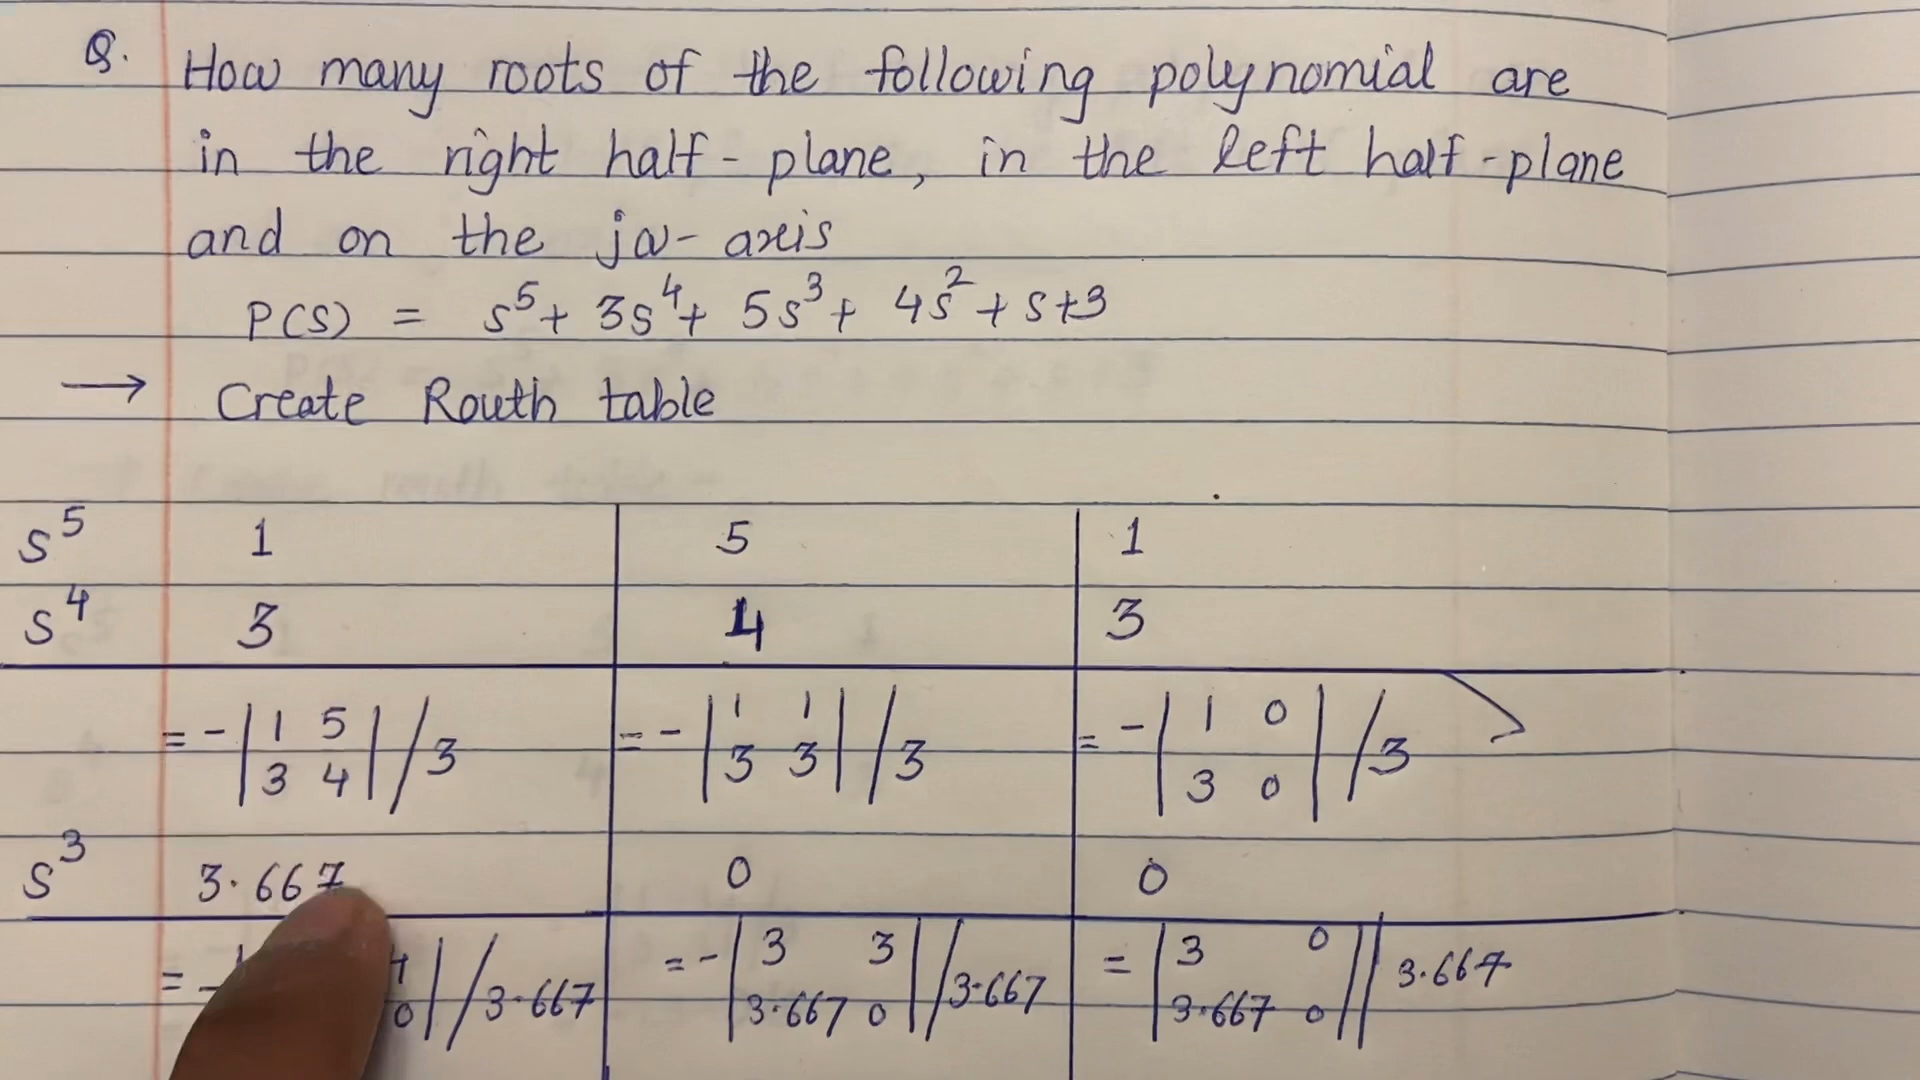 Q. How many roots of the following polynomial are
in the right half-plane, in the left half-plane
and on the jω-axis
P(S) = s⁵+ 3s⁴+ 5s³+ 4s²+s+3
→ Create Routh table
s⁵ 1 5 1
s⁴ 3 4 3
= -|1 5| / 3 = -|1 1| / 3 = -|1 0| / 3
|3 4| |3 3| |3 0|
s³ 3.667 0 0
= - 4| / 3.667 = -|3 3| / 3.667 = |3 0| | 3.667
0| |3.667 0| |3.667 0|